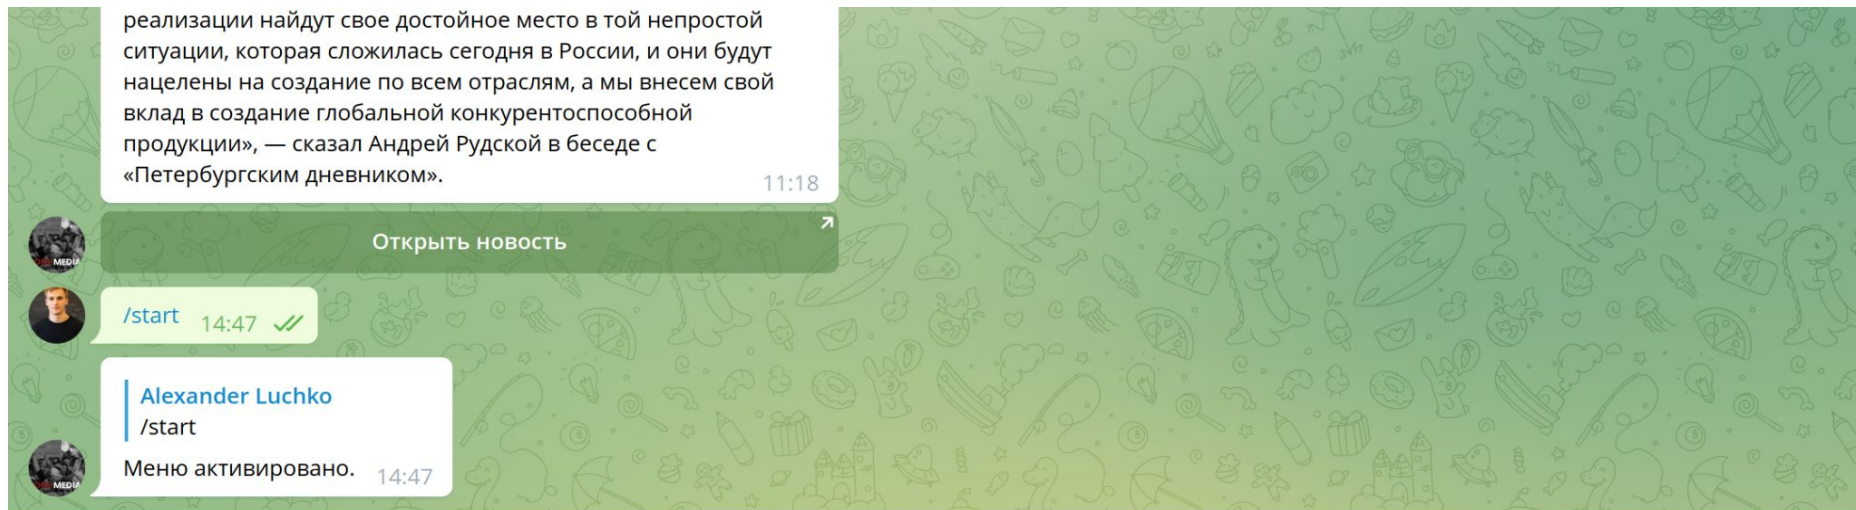 реализации найдут свое достойное место в той непростой
ситуации, которая сложилась сегодня в России, и они будут
нацелены на создание по всем отраслям, а мы внесем свой
вклад в создание глобальной конкурентоспособной
продукции», — сказал Андрей Рудской в беседе с
«Петербургским дневником».
11:18
Открыть новость
MEDIA
/start 14:47
Alexander Luchko
/start
Меню активировано. 14:47
MEDIA